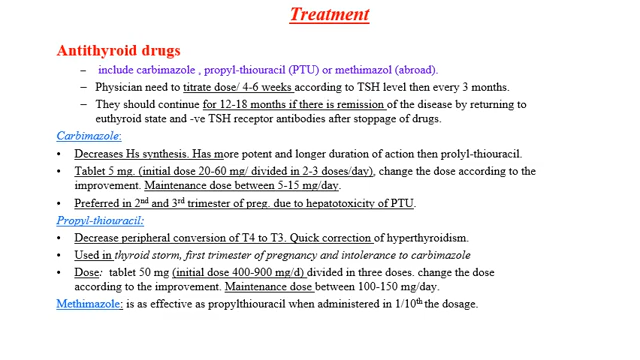 Treatment
Antithyroid drugs
– include carbimazole , propyl-thiouracil (PTU) or methimazol (abroad).
– Physician need to titrate dose/ 4-6 weeks according to TSH level then every 3 months.
– They should continue for 12-18 months if there is remission of the disease by returning to
euthyroid state and -ve TSH receptor antibodies after stoppage of drugs.
Carbimazole:
• Decreases Hs synthesis. Has more potent and longer duration of action then prolyl-thiouracil.
• Tablet 5 mg. (initial dose 20-60 mg/ divided in 2-3 doses/day), change the dose according to the
improvement. Maintenance dose between 5-15 mg/day.
• Preferred in 2nd and 3rd trimester of preg. due to hepatotoxicity of PTU.
Propyl-thiouracil:
• Decrease peripheral conversion of T4 to T3. Quick correction of hyperthyroidism.
• Used in thyroid storm, first trimester of pregnancy and intolerance to carbimazole
• Dose: tablet 50 mg (initial dose 400-900 mg/d) divided in three doses. change the dose
according to the improvement. Maintenance dose between 100-150 mg/day.
Methimazole: is as effective as propylthiouracil when administered in 1/10th the dosage.